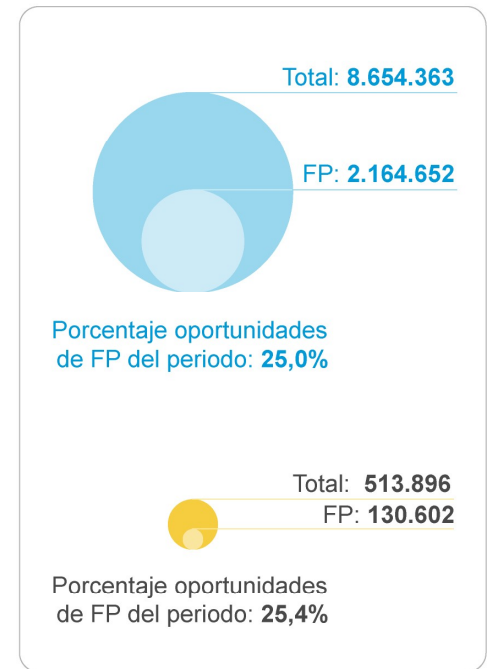 Total: 8.654.363
FP: 2.164.652
Porcentaje oportunidades
de FP del periodo: 25,0%
Total: 513.896
FP: 130.602
Porcentaje oportunidades
de FP del periodo: 25,4%